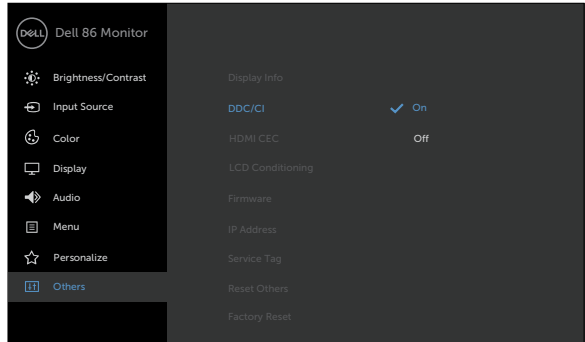 DELL Dell 86 Monitor
Brightness/Contrast
Display Info
Input Source
DDC/CI
On
Color
HDMI CEC
Off
Display
LCD Conditioning
Audio
Firmware
Menu
IP Address
Personalize
Service Tag
Others
Reset Others
Factory Reset